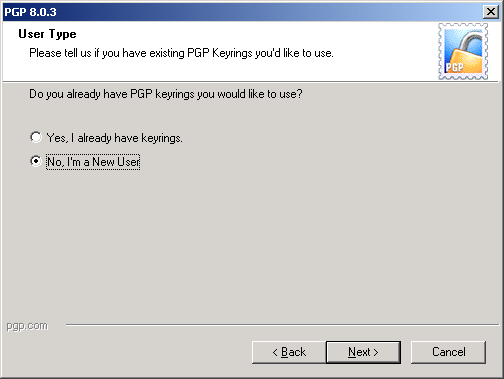 PGP 8.0.3
User Type
Please tell us if you have existing PGP Keyrings you'd like to use.
PGP
Do you already have PGP keyrings you would like to use?
Yes, I already have keyrings.
No, I'm a New User
pgp.com
< Back
Next >
Cancel